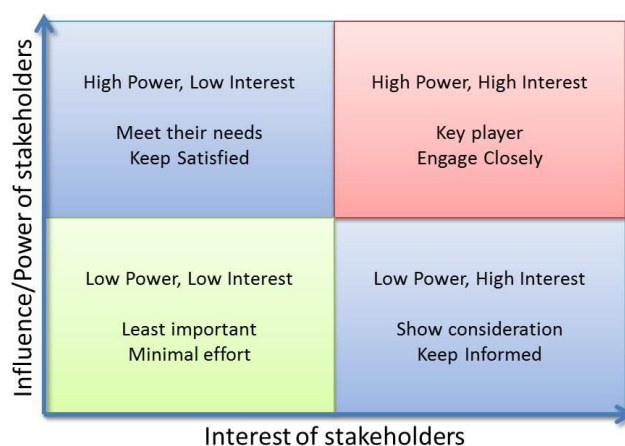 Influence/Power of stakeholders
High Power, Low Interest
Meet their needs
Keep Satisfied
High Power, High Interest
Key player
Engage Closely
Low Power, Low Interest
Least important
Minimal effort
Low Power, High Interest
Show consideration
Keep Informed
Interest of stakeholders